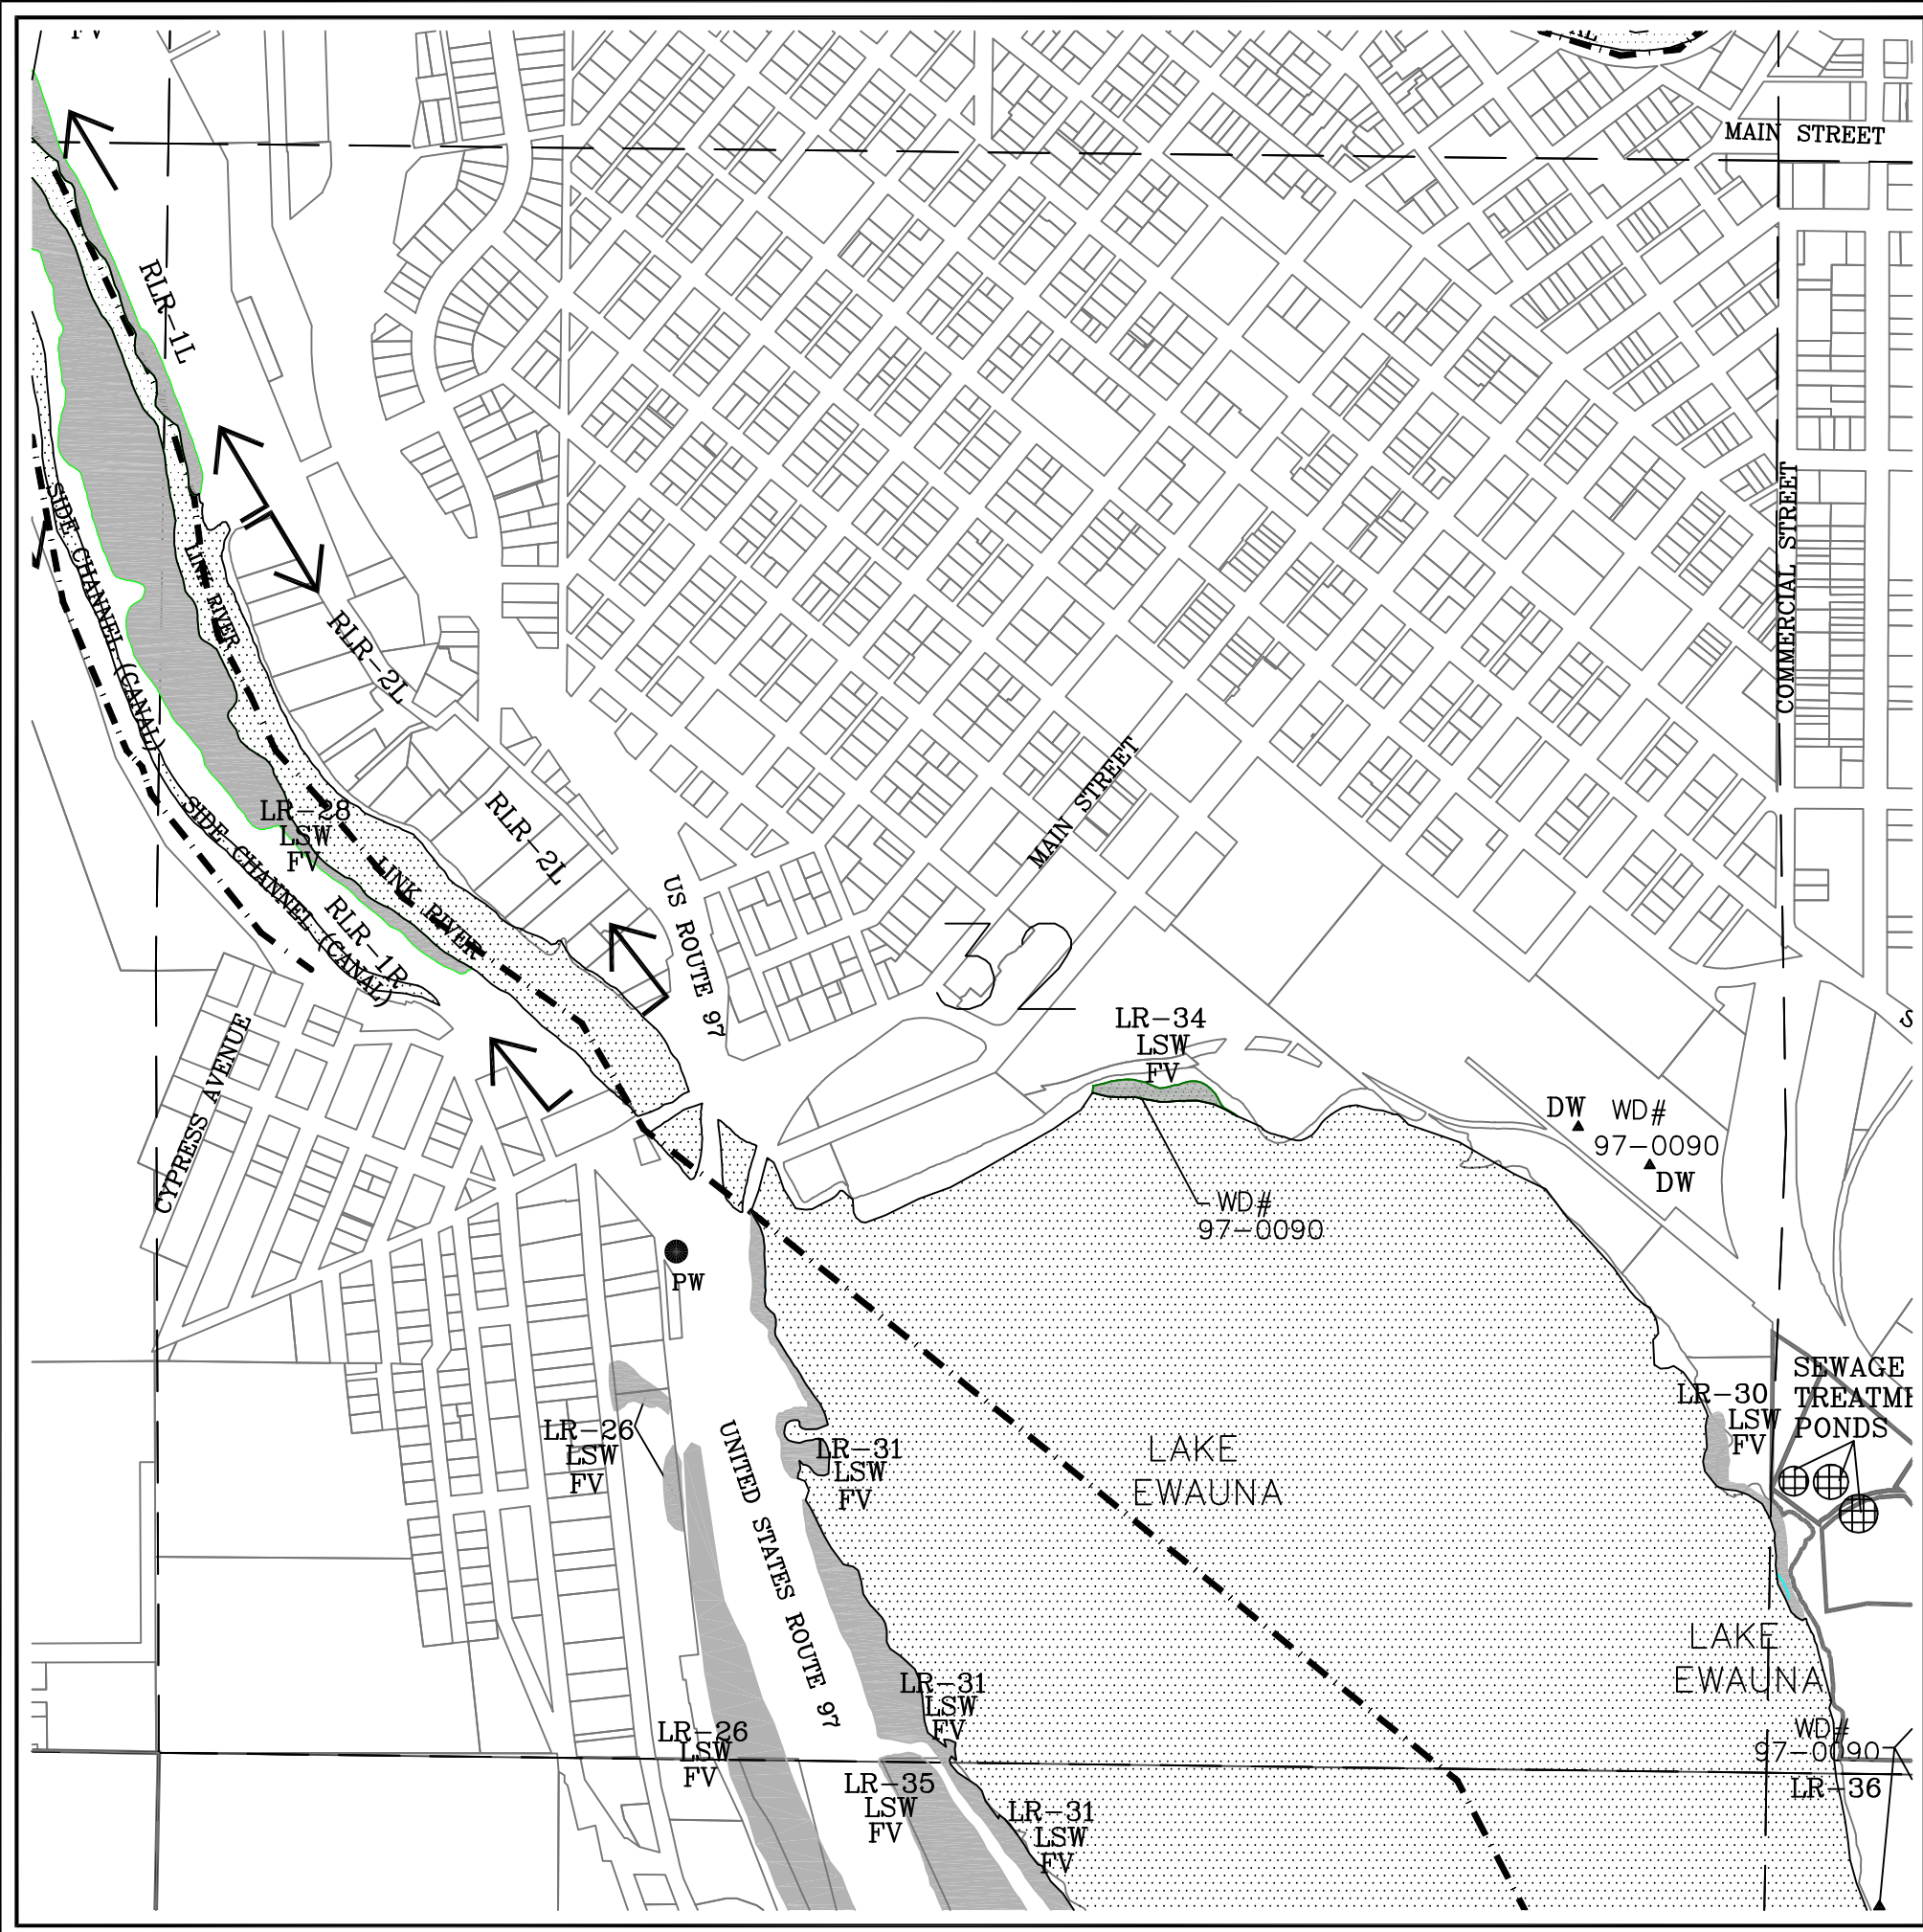 FV
MAIN STREET
RLR-1L
COMMERCIAL STREET
SIDE CHANNEL (CANAL)
LINK RIVER
RLR-2L
MAIN STREET
LR-28
LSW
FV
SIDE CHANNEL (CANAL)
RLR-2L
LINK RIVER
RLR-1R
US ROUTE 97
32
LR-34
LSW
FV
CYPRESS AVENUE
DW
WD#
97-0090
DW
WD#
97-0090
PW
SEWAGE
TREATME
PONDS
LR-30
LSW
FV
LR-26
LSW
FV
LR-31
LSW
FV
LAKE
EWAUNA
UNITED STATES ROUTE 97
LAKE
EWAUNA
LR-31
LSW
FV
LR-26
LSW
FV
WD#
97-0090
LR-35
LSW
FV
LR-36
LR-31
LSW
FV